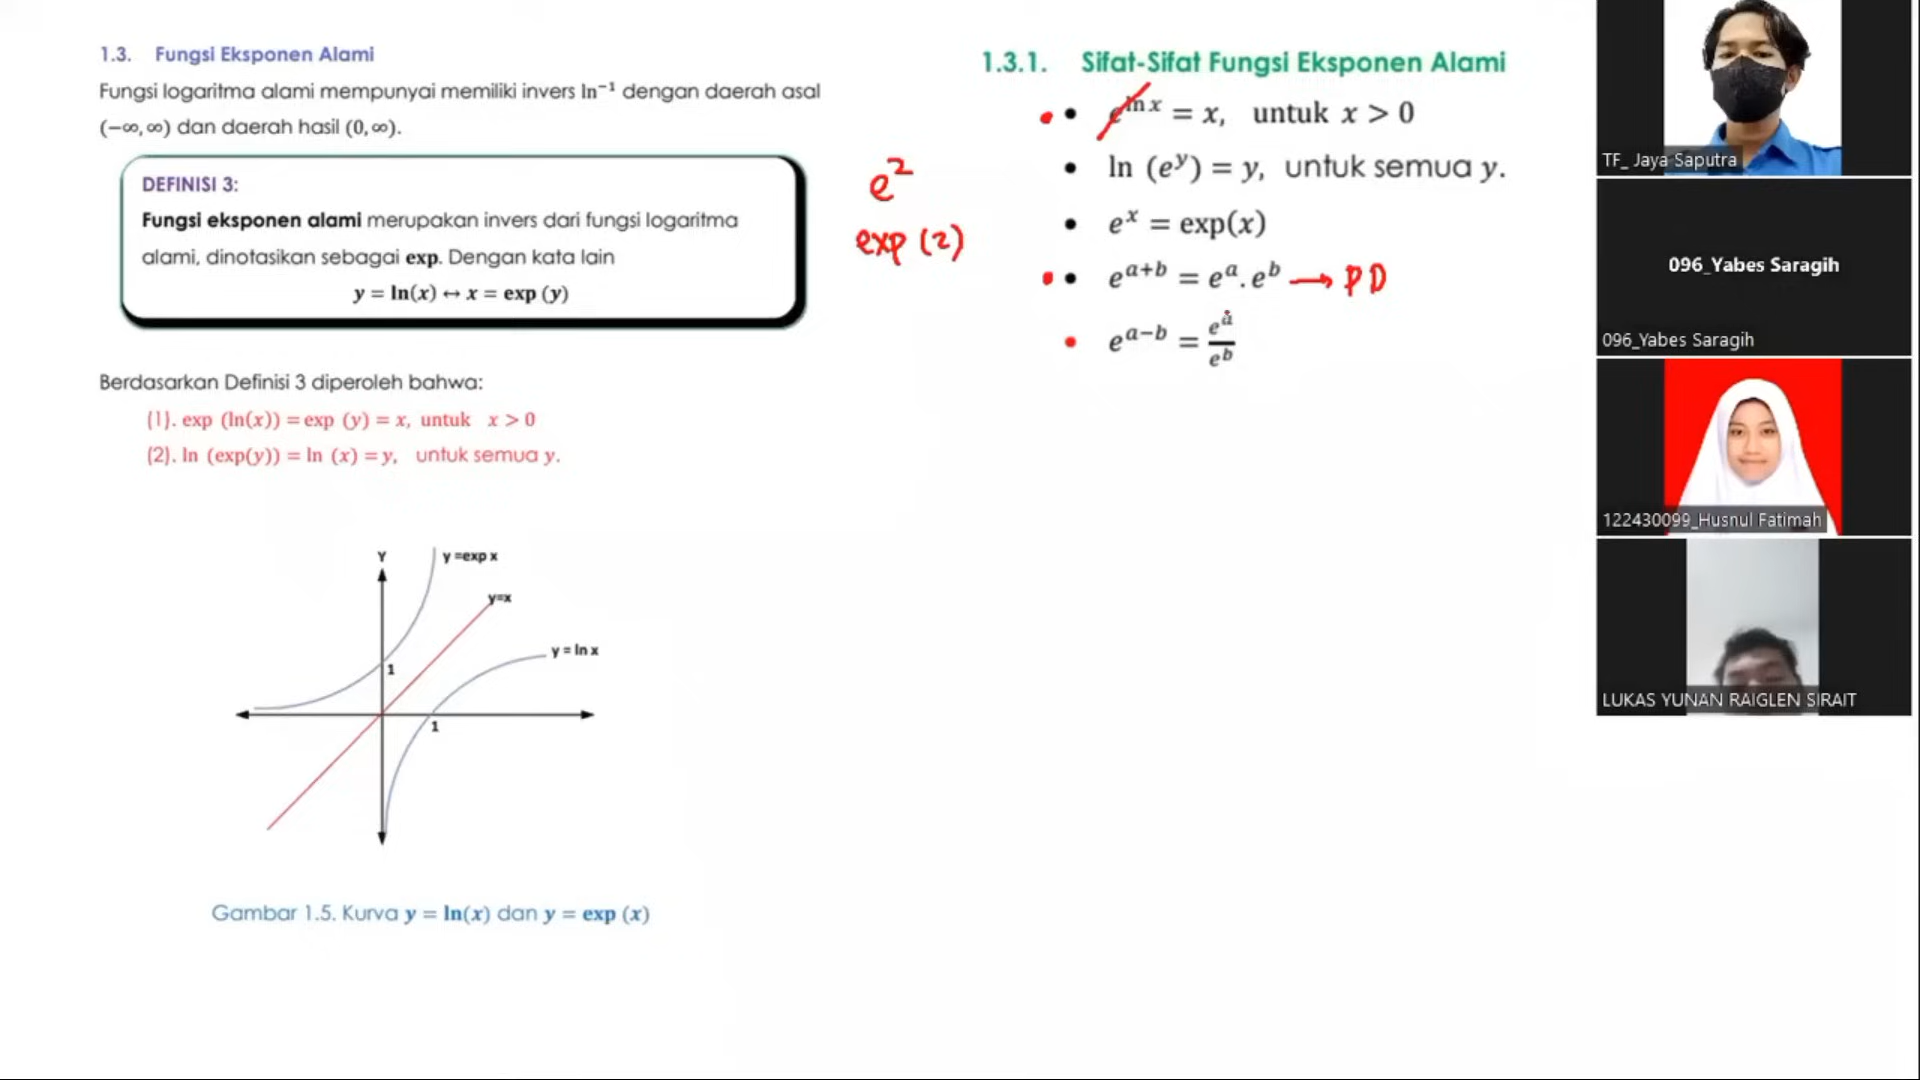 1.3. Fungsi Eksponen Alami
Fungsi logaritma alami mempunyai memiliki invers ln⁻¹ dengan daerah asal
(−∞, ∞) dan daerah hasil (0, ∞).
DEFINISI 3:
Fungsi eksponen alami merupakan invers dari fungsi logaritma
alami, dinotasikan sebagai exp. Dengan kata lain
y = ln(x) ↔ x = exp (y)
Berdasarkan Definisi 3 diperoleh bahwa:
(1). exp (ln(x)) = exp (y) = x, untuk x > 0
(2). ln (exp(y)) = ln (x) = y, untuk semua y.
Y
y =exp x
y=x
y = ln x
1
1
Gambar 1.5. Kurva y = ln(x) dan y = exp (x)
e²
exp (2)
1.3.1. Sifat-Sifat Fungsi Eksponen Alami
• e^{ln x} = x, untuk x > 0
• ln (e^y) = y, untuk semua y.
• e^x = exp(x)
• e^{a+b} = e^a . e^b → PD
• e^{a−b} = e^a / e^b
TF_ Jaya Saputra
096_Yabes Saragih
096_Yabes Saragih
122430099_Husnul Fatimah
LUKAS YUNAN RAIGLEN SIRAIT